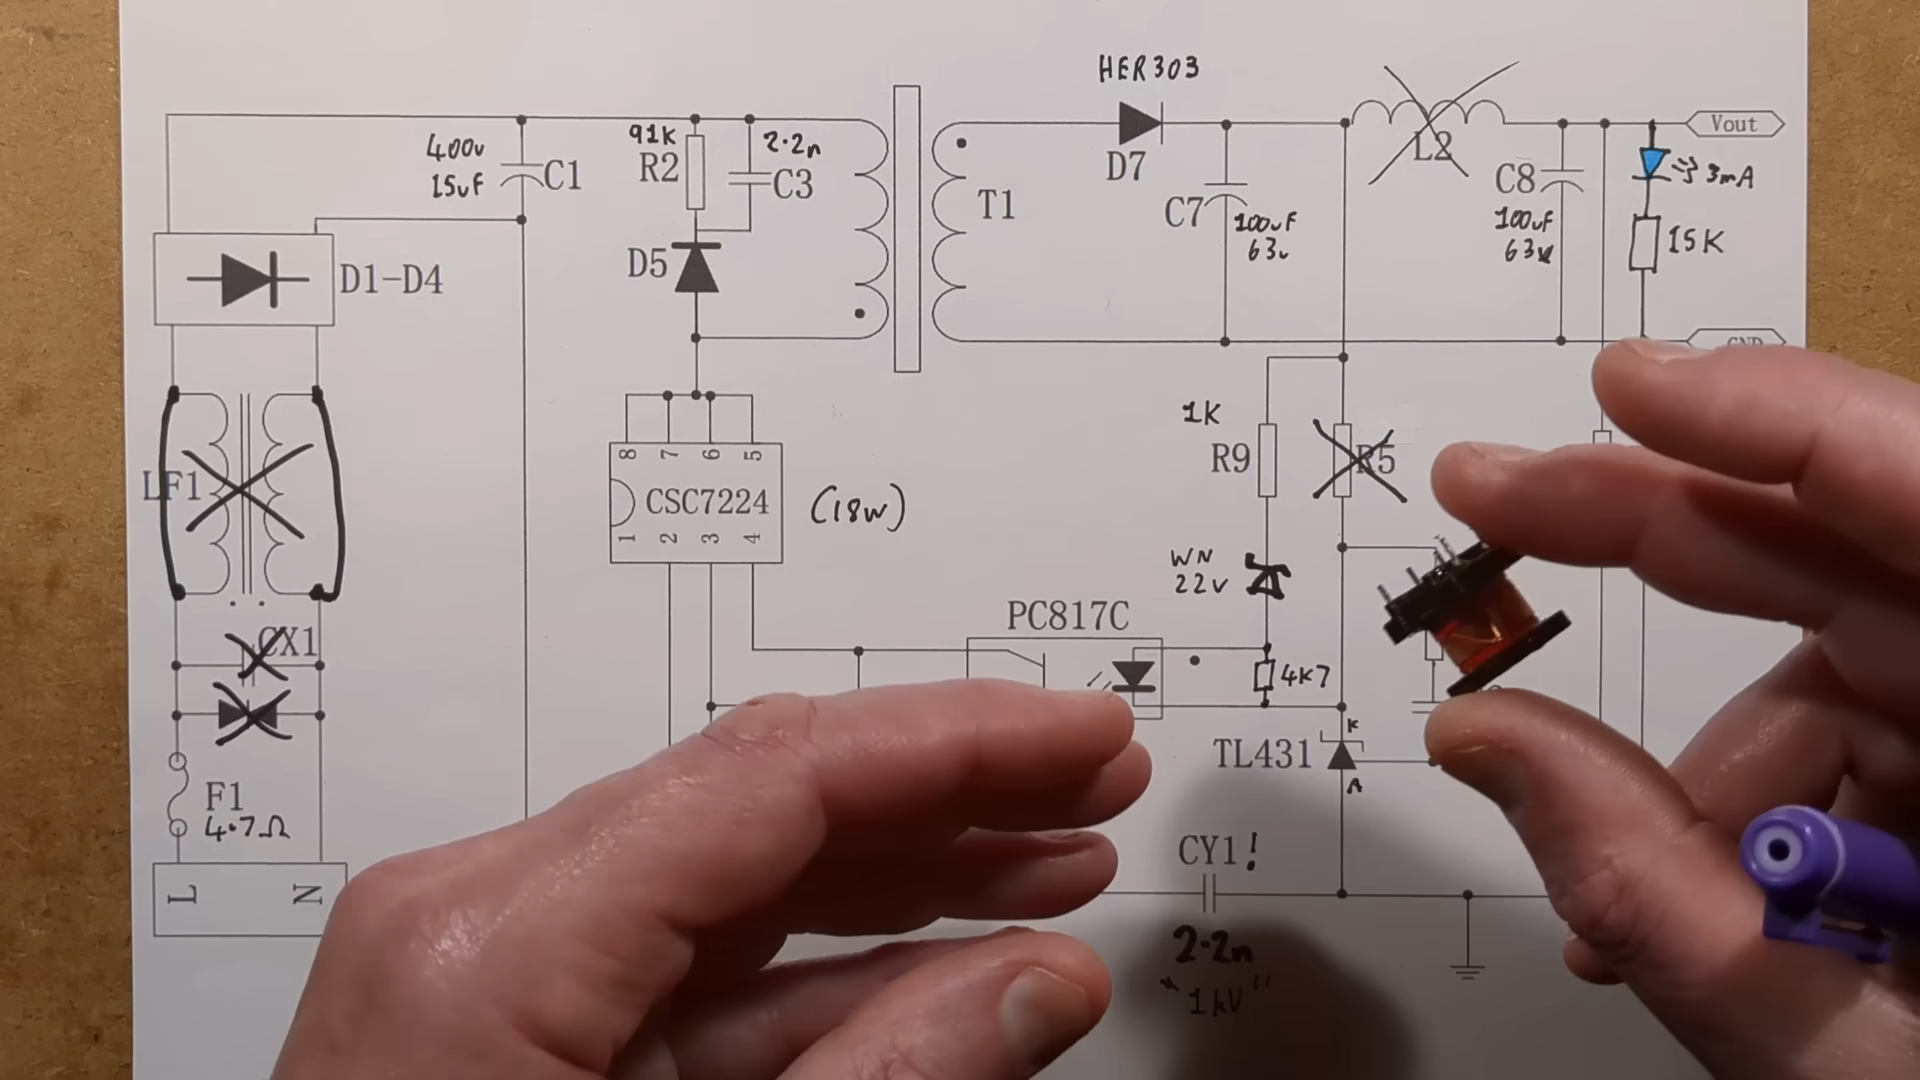 HER303
D7
400v
15uF
C1
91K
R2
2.2n
C3
T1
C7
100uF
63v
L2
C8
100uF
63v
Vout
3mA
15K
GND
D1-D4
D5
LF1
CX1
F1
4.7Ω
L
N
8 7 6 5
CSC7224
(18w)
1 2 3 4
1K
R9
R5
WN
22v
PC817C
4K7
K
TL431
A
CY1!
2.2n
"1kV"